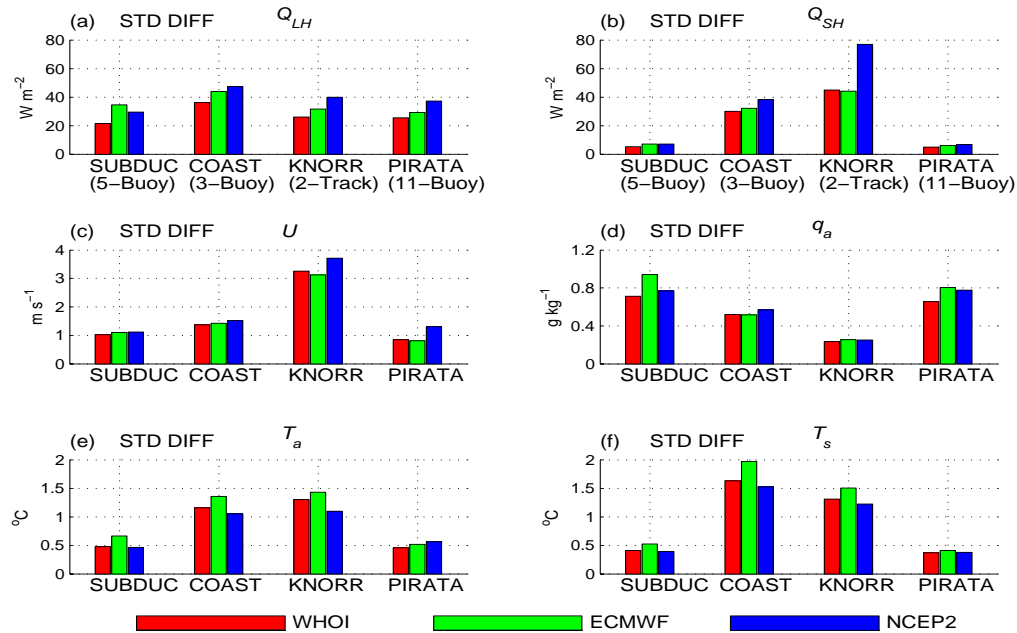 (a) STD DIFF Q_LH
W m⁻²
80
60
40
20
0
SUBDUC COAST KNORR PIRATA
(5−Buoy) (3−Buoy) (2−Track) (11−Buoy)
(b) STD DIFF Q_SH
W m⁻²
80
60
40
20
0
SUBDUC COAST KNORR PIRATA
(5−Buoy) (3−Buoy) (2−Track) (11−Buoy)
(c) STD DIFF U
m s⁻¹
4
3
2
1
0
SUBDUC COAST KNORR PIRATA
(d) STD DIFF q_a
g kg⁻¹
1.2
0.8
0.4
0
SUBDUC COAST KNORR PIRATA
(e) STD DIFF T_a
°C
2
1.5
1
0.5
0
SUBDUC COAST KNORR PIRATA
(f) STD DIFF T_s
°C
2
1.5
1
0.5
0
SUBDUC COAST KNORR PIRATA
WHOI ECMWF NCEP2